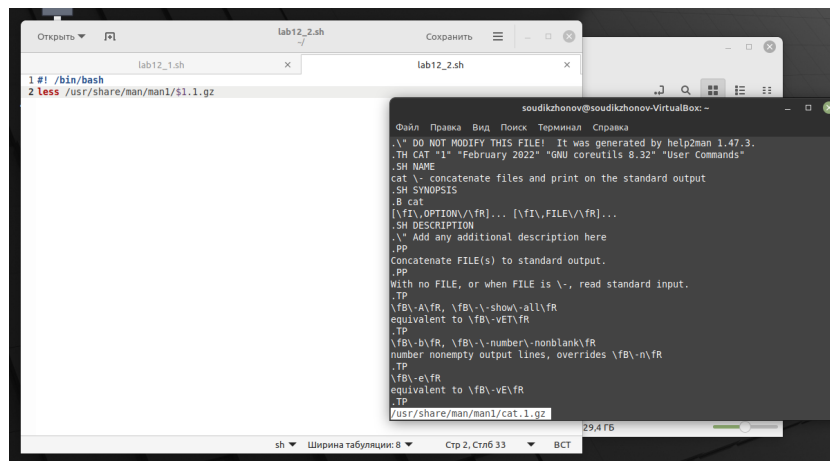 Открыть
lab12_2.sh
~/
Сохранить
lab12_1.sh
lab12_2.sh
1 #! /bin/bash
2 less /usr/share/man/man1/$1.1.gz
soudikzhonov@soudikzhonov-VirtualBox: ~
Файл Правка Вид Поиск Терминал Справка
.\" DO NOT MODIFY THIS FILE!  It was generated by help2man 1.47.3.
.TH CAT "1" "February 2022" "GNU coreutils 8.32" "User Commands"
.SH NAME
cat \- concatenate files and print on the standard output
.SH SYNOPSIS
.B cat
[\fI\,OPTION\/\fR]... [\fI\,FILE\/\fR]...
.SH DESCRIPTION
.\" Add any additional description here
.PP
Concatenate FILE(s) to standard output.
.PP
With no FILE, or when FILE is \-, read standard input.
.TP
\fB\-A\fR, \fB\-\-show\-all\fR
equivalent to \fB\-vET\fR
.TP
\fB\-b\fR, \fB\-\-number\-nonblank\fR
number nonempty output lines, overrides \fB\-n\fR
.TP
\fB\-e\fR
equivalent to \fB\-vE\fR
.TP
/usr/share/man/man1/cat.1.gz
29,4 ГБ
sh Ширина табуляции: 8 Стр 2, Стлб 33 ВСТ